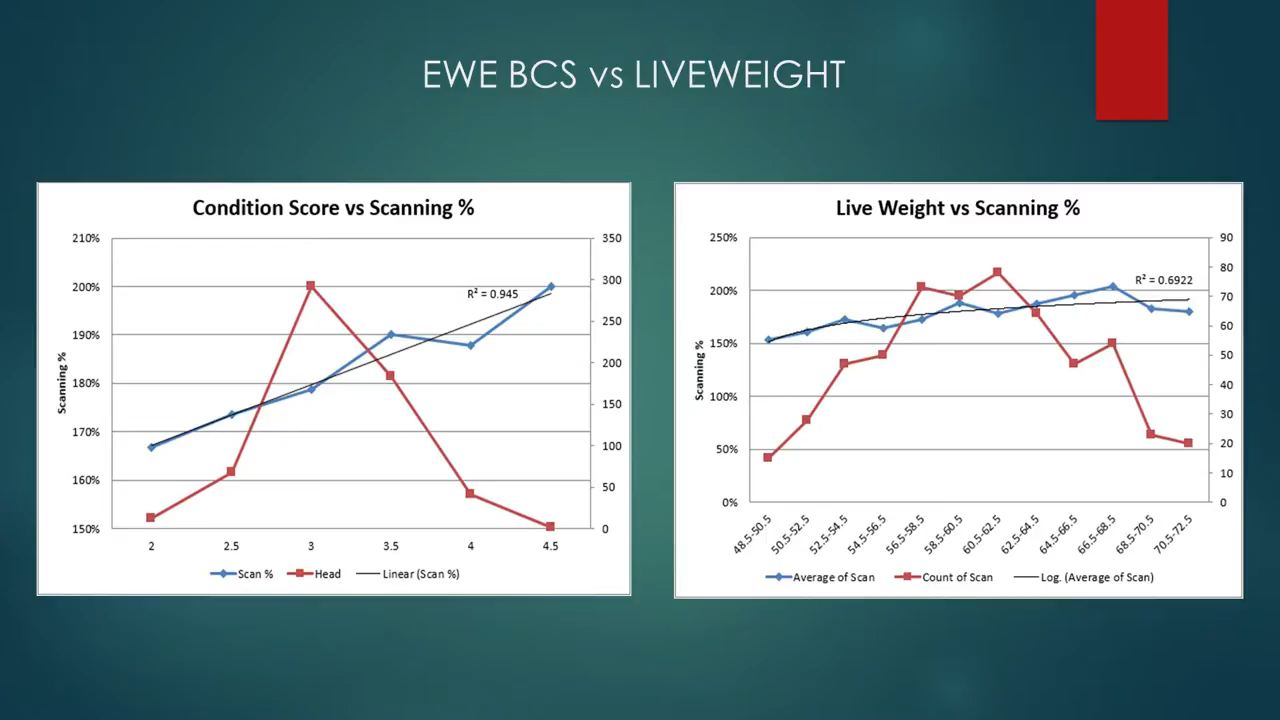 EWE BCS vs LIVEWEIGHT
Condition Score vs Scanning %
210%
200%
190%
180%
170%
160%
150%
Scanning %
350
300
250
200
150
100
50
0
R² = 0.945
2 2.5 3 3.5 4 4.5
Scan % Head Linear (Scan %)
Live Weight vs Scanning %
250%
200%
150%
100%
50%
0%
Scanning %
90
80
70
60
50
40
30
20
10
0
R² = 0.6922
48.5-50.5 50.5-52.5 52.5-54.5 54.5-56.5 56.5-58.5 58.5-60.5 60.5-62.5 62.5-64.5 64.5-66.5 66.5-68.5 68.5-70.5 70.5-72.5
Average of Scan Count of Scan Log. (Average of Scan)